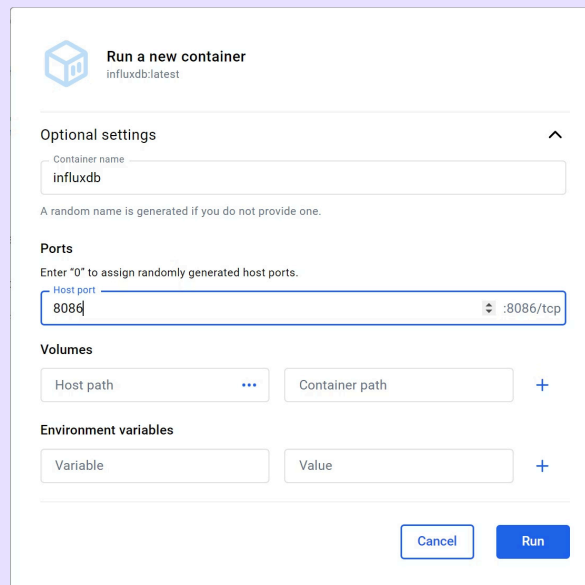 Run a new container
influxdb:latest
Optional settings
Container name
influxdb
A random name is generated if you do not provide one.
Ports
Enter “0” to assign randomly generated host ports.
Host port
8086 :8086/tcp
Volumes
Host path ••• Container path +
Environment variables
Variable Value +
Cancel Run